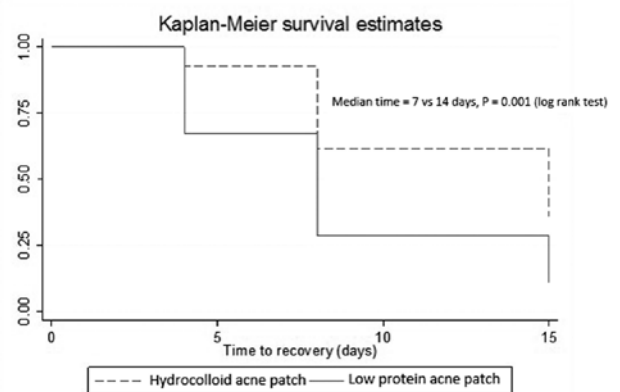 Kaplan-Meier survival estimates
1.00
0.75
0.50
0.25
0.00
Median time = 7 vs 14 days, P = 0.001 (log rank test)
0 5 10 15
Time to recovery (days)
Hydrocolloid acne patch Low protein acne patch